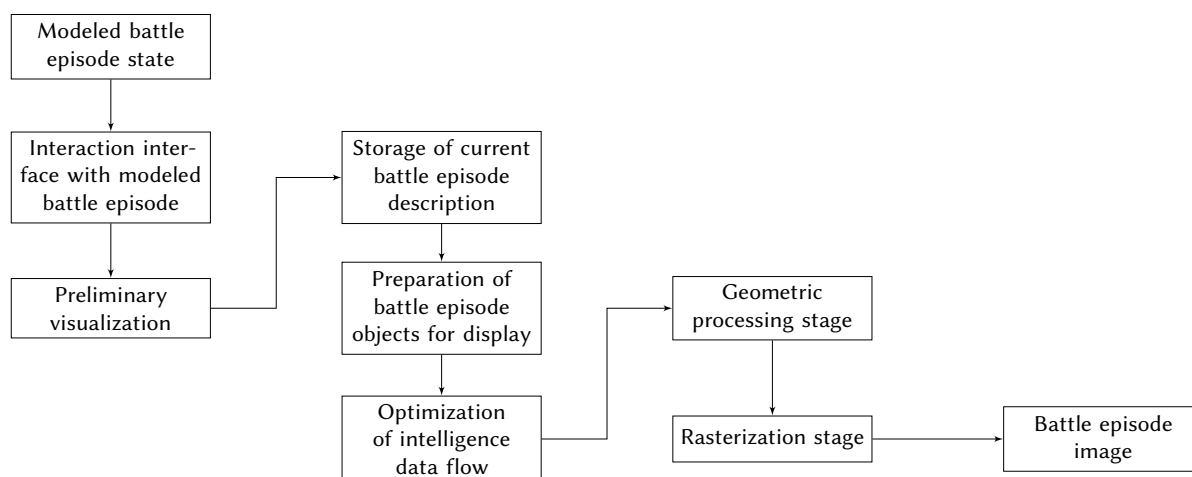 Modeled battle
episode state
Interaction inter-
face with modeled
battle episode
Preliminary
visualization
Storage of current
battle episode
description
Preparation of
battle episode
objects for display
Optimization
of intelligence
data flow
Geometric
processing stage
Rasterization stage
Battle episode
image